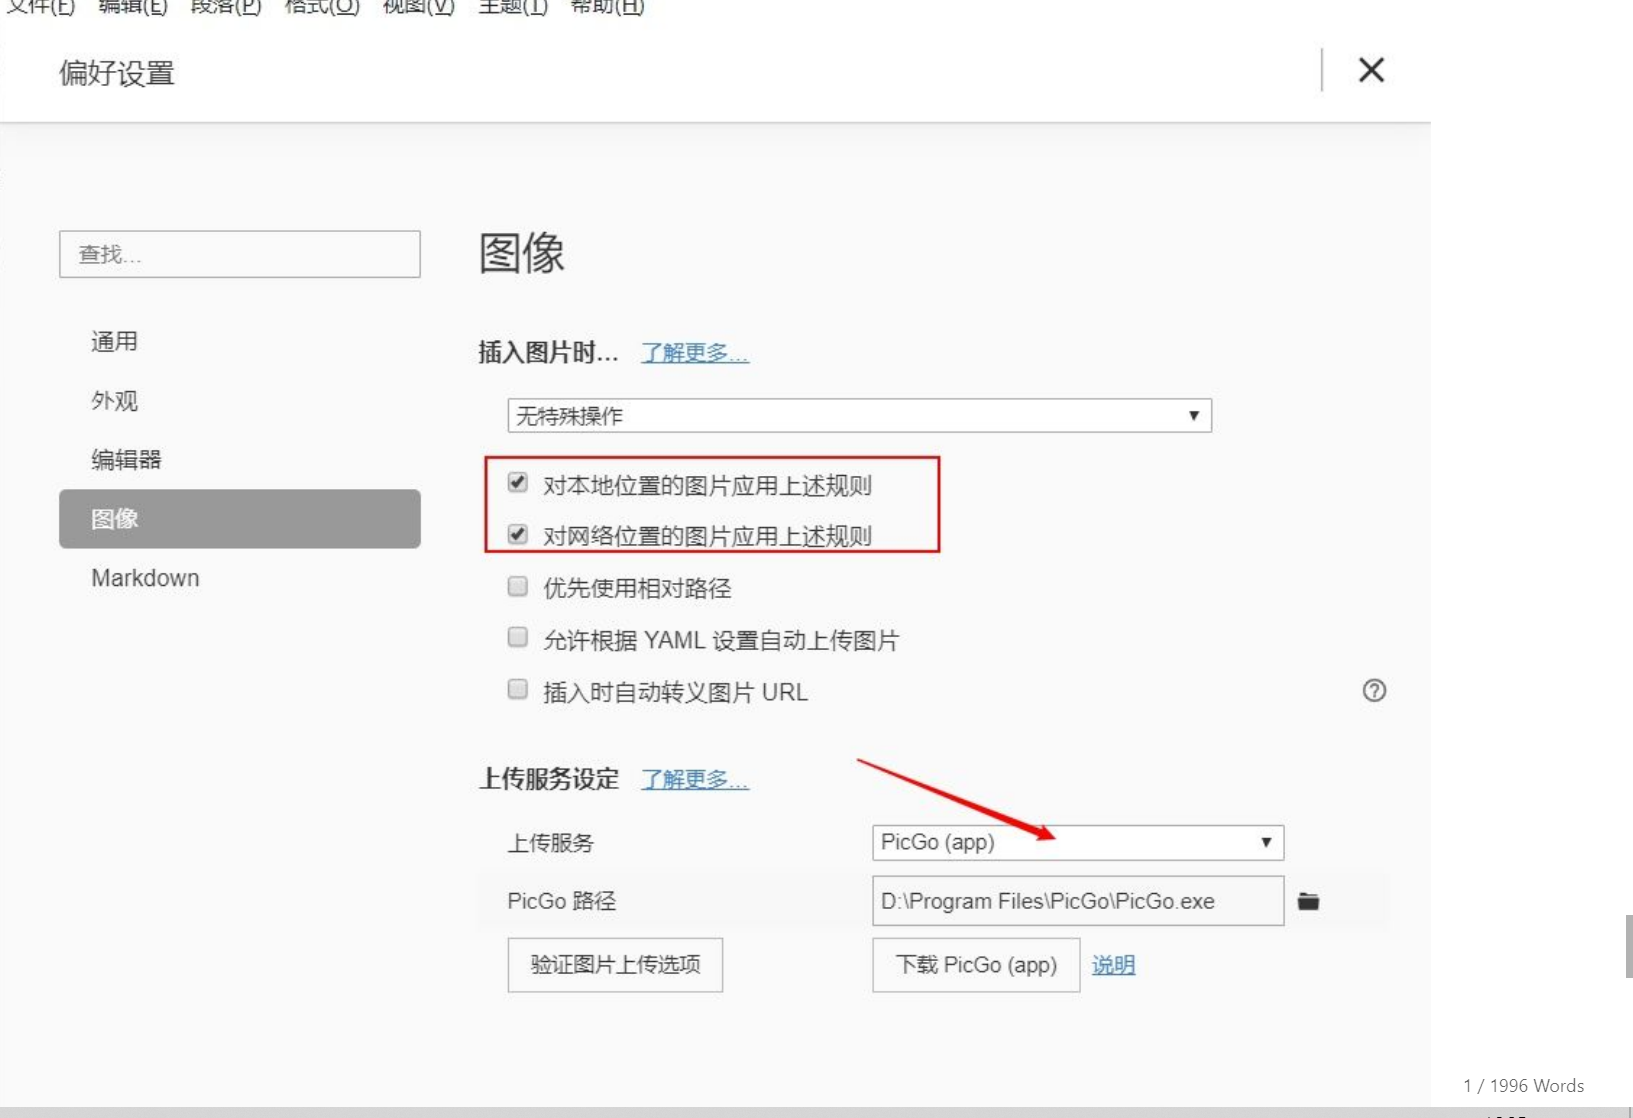 文件(F) 编辑(E) 段落(P) 格式(O) 视图(V) 主题(T) 帮助(H)
偏好设置
查找...
图像
通用
插入图片时... 了解更多...
外观
无特殊操作
编辑器
对本地位置的图片应用上述规则
图像
对网络位置的图片应用上述规则
Markdown
优先使用相对路径
允许根据 YAML 设置自动上传图片
插入时自动转义图片 URL
上传服务设定 了解更多...
上传服务 PicGo (app)
PicGo 路径 D:\Program Files\PicGo\PicGo.exe
验证图片上传选项 下载 PicGo (app) 说明
1 / 1996 Words